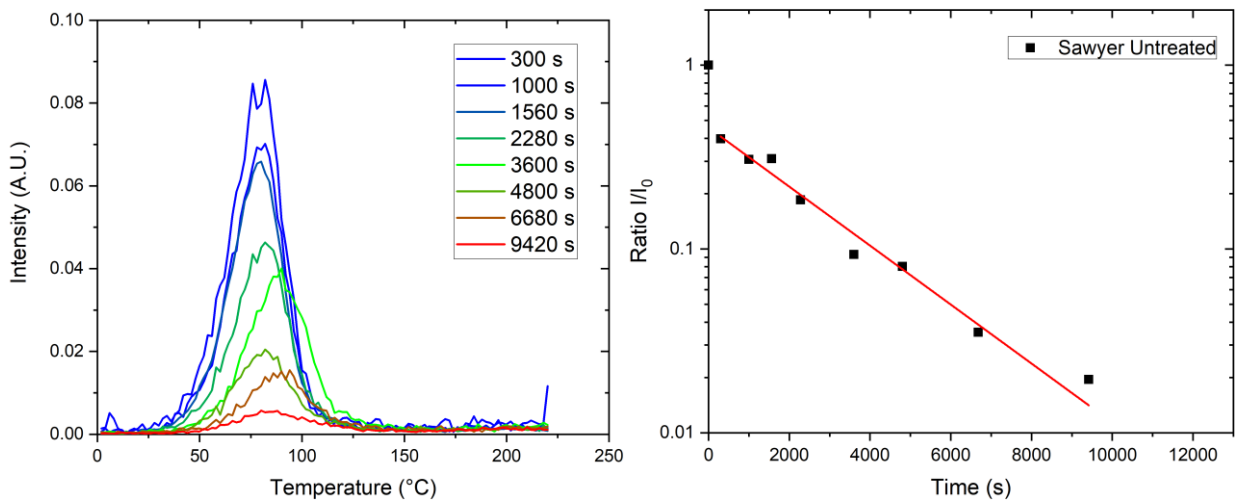 0.10
0.08
0.06
0.04
0.02
0.00
Intensity (A.U.)
0
50
100
150
200
250
Temperature (°C)
300 s
1000 s
1560 s
2280 s
3600 s
4800 s
6680 s
9420 s
1
0.1
0.01
Ratio I/I0
0
2000
4000
6000
8000
10000
12000
Time (s)
Sawyer Untreated